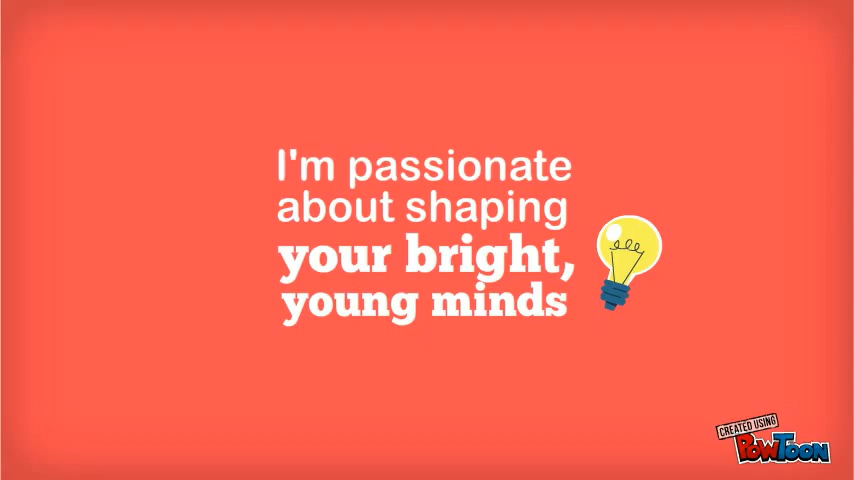 I'm passionate
about shaping
your bright,
young minds
CREATED USING
POWTOON